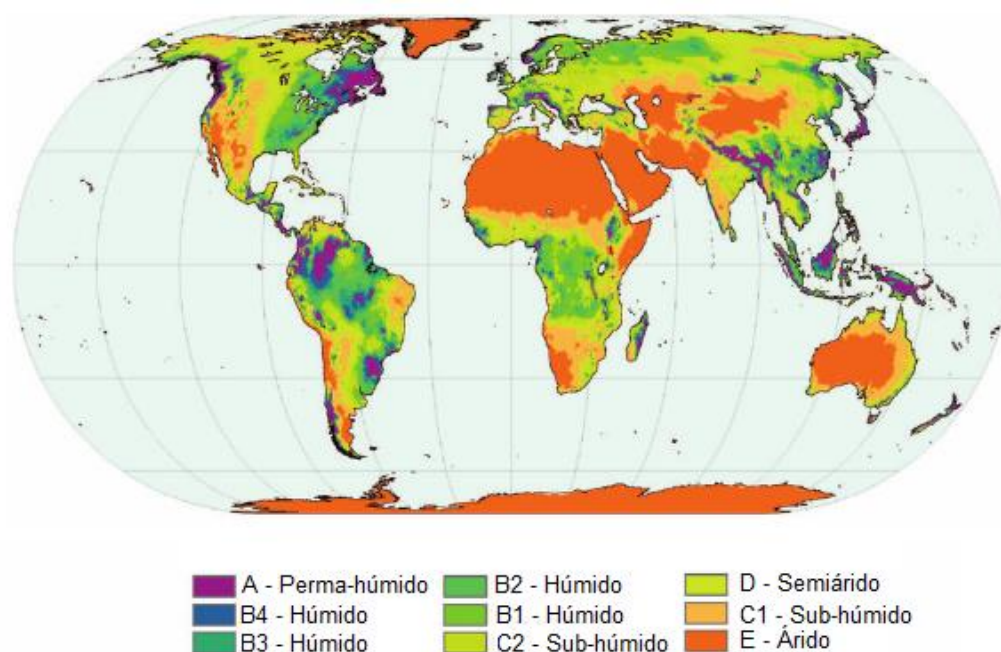 A - Perma-húmido B2 - Húmido D - Semiárido
B4 - Húmido B1 - Húmido C1 - Sub-húmido
B3 - Húmido C2 - Sub-húmido E - Árido